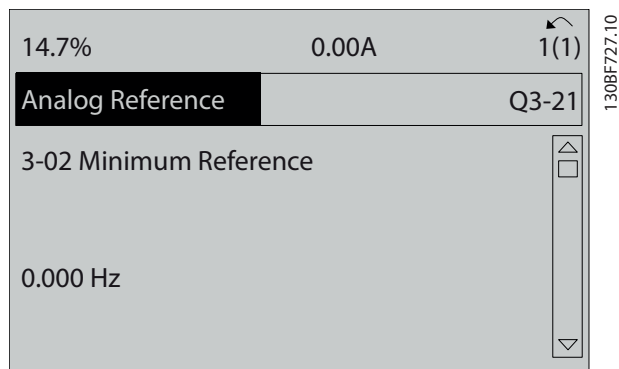 14.7% 0.00A 1(1)
Analog Reference Q3-21
3-02 Minimum Reference
0.000 Hz
130BF727.10